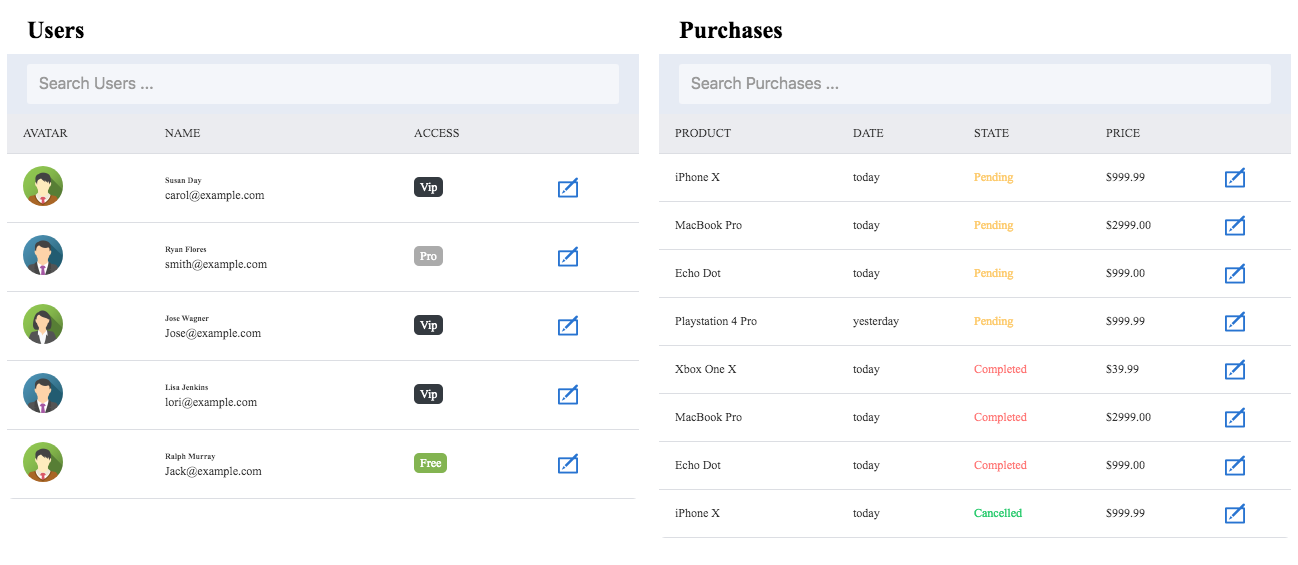 Users
Search Users ...
AVATAR NAME ACCESS
Susan Day
carol@example.com Vip
Ryan Flores
smith@example.com Pro
Jose Wagner
Jose@example.com Vip
Lisa Jenkins
lori@example.com Vip
Ralph Murray
Jack@example.com Free
Purchases
Search Purchases ...
PRODUCT DATE STATE PRICE
iPhone X today Pending $999.99
MacBook Pro today Pending $2999.00
Echo Dot today Pending $999.00
Playstation 4 Pro yesterday Pending $999.99
Xbox One X today Completed $39.99
MacBook Pro today Completed $2999.00
Echo Dot today Completed $999.00
iPhone X today Cancelled $999.99